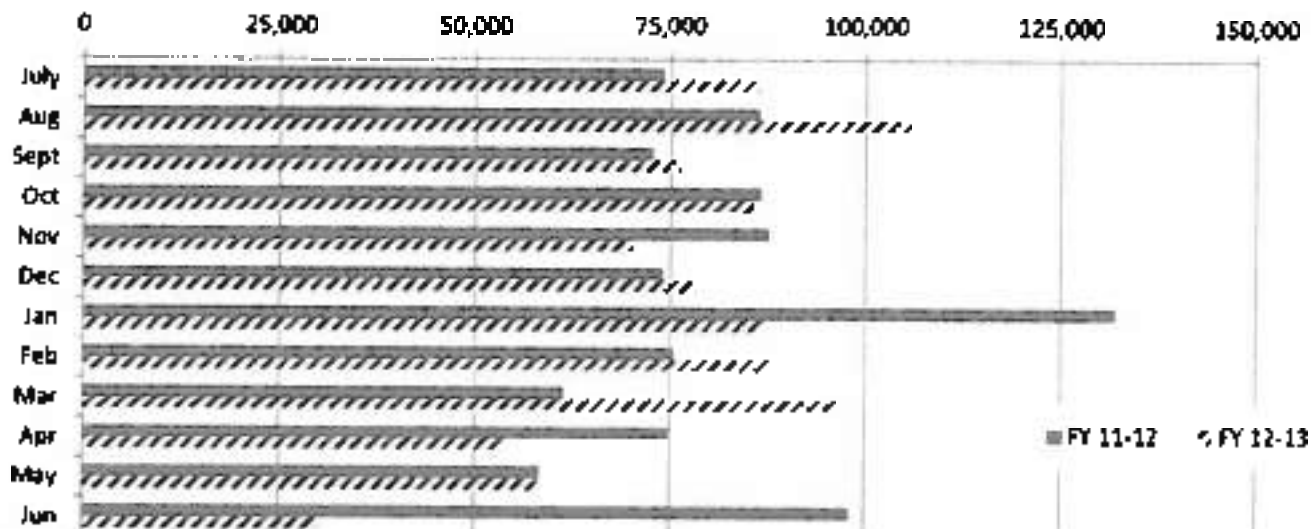 0 25,000 50,000 75,000 100,000 125,000 150,000
July
Aug
Sept
Oct
Nov
Dec
Jan
Feb
Mar
Apr
FY 11-12 FY 12-13
May
Jun